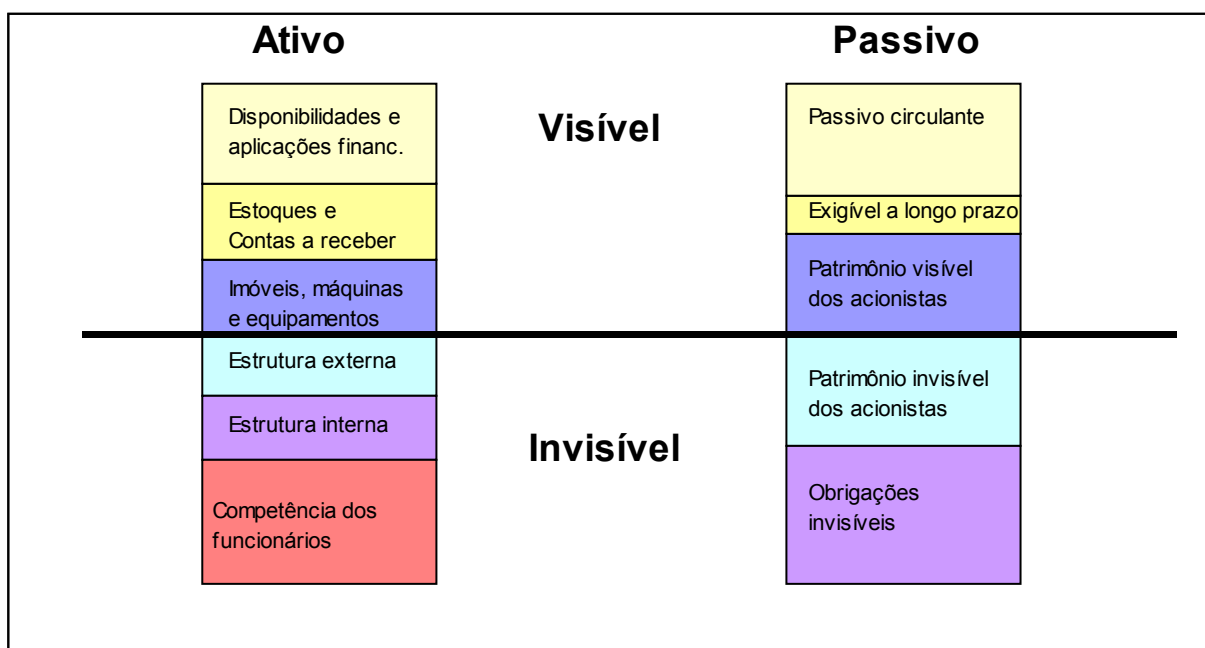 Ativo
Passivo
Visível
Disponibilidades e
aplicações financ.
Estoques e
Contas a receber
Imóveis, máquinas
e equipamentos
Estrutura externa
Estrutura interna
Competência dos
funcionários
Passivo circulante
Exigível a longo prazo
Patrimônio visível
dos acionistas
Patrimônio invisível
dos acionistas
Invisível
Obrigações
invisíveis